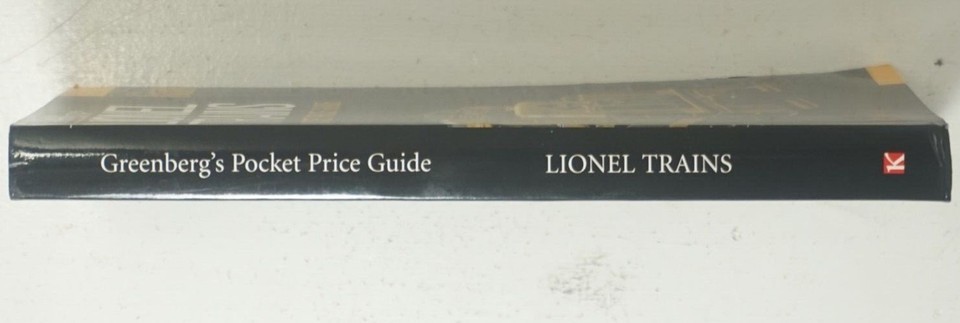 Greenberg's Pocket Price Guide LIONEL TRAINS K